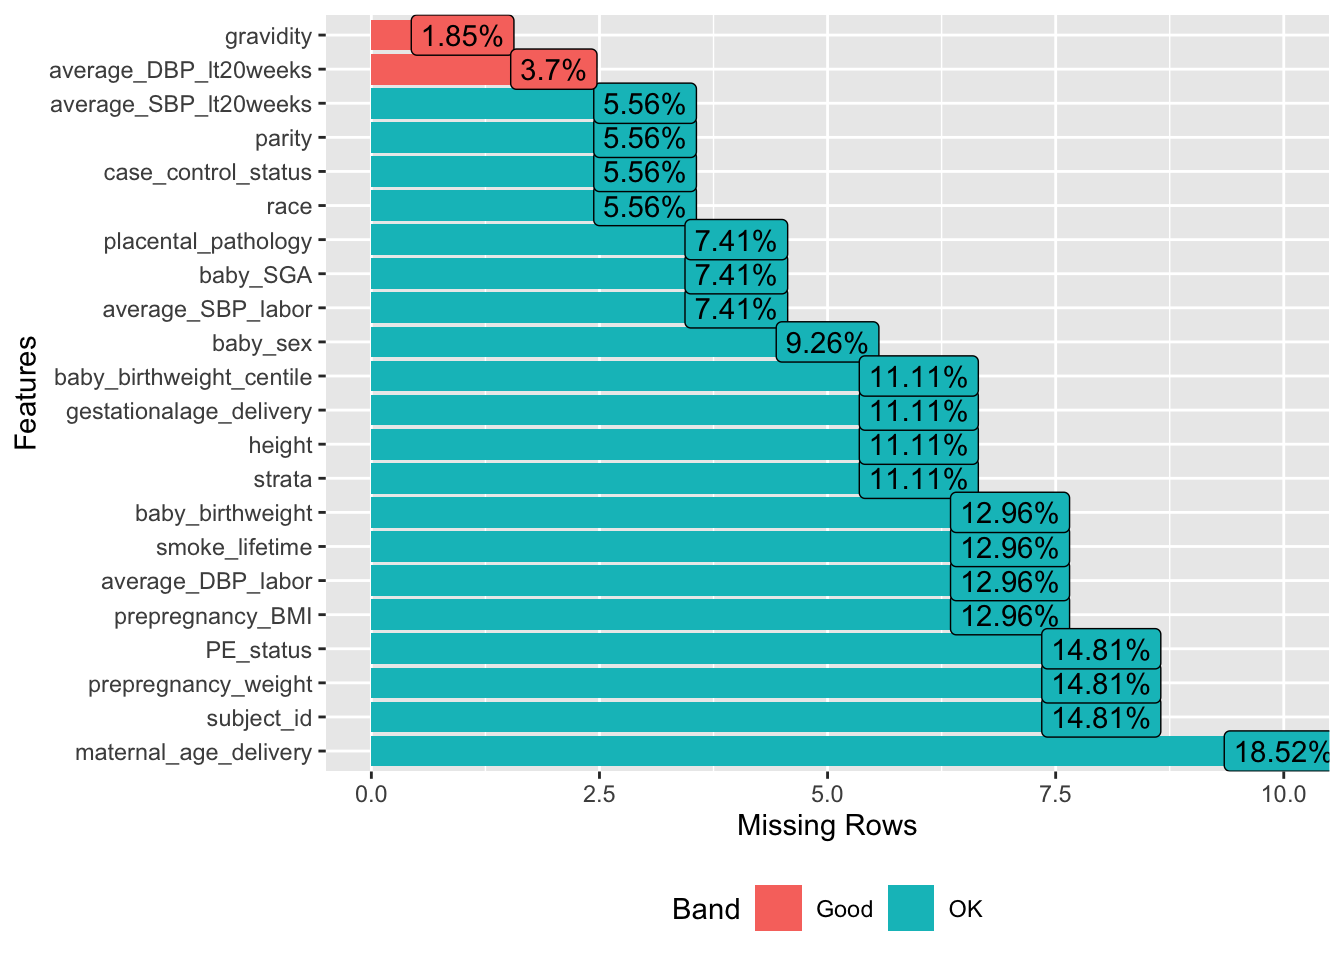 gravidity 1.85%
average_DBP_lt20weeks 3.7%
average_SBP_lt20weeks 5.56%
parity 5.56%
case_control_status 5.56%
race 5.56%
placental_pathology 7.41%
baby_SGA 7.41%
average_SBP_labor 7.41%
baby_sex 9.26%
baby_birthweight_centile 11.11%
gestationalage_delivery 11.11%
height 11.11%
strata 11.11%
baby_birthweight 12.96%
smoke_lifetime 12.96%
average_DBP_labor 12.96%
prepregnancy_BMI 12.96%
PE_status 14.81%
prepregnancy_weight 14.81%
subject_id 14.81%
maternal_age_delivery 18.52%
Features
0.0 2.5 5.0 7.5 10.0
Missing Rows
Band Good OK